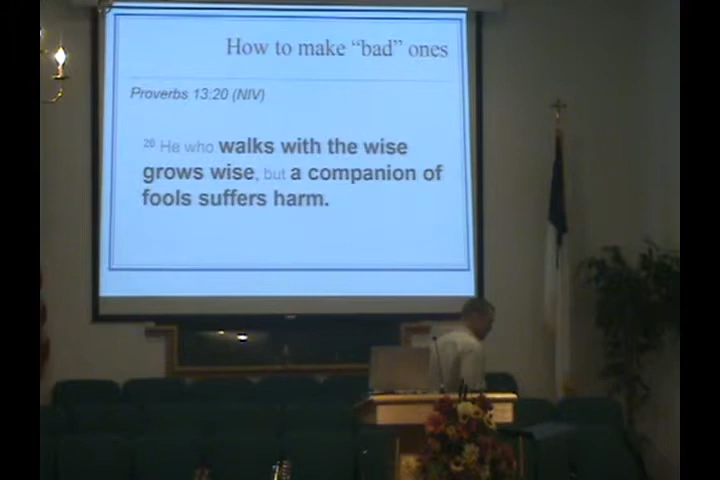 How to make “bad” ones
Proverbs 13:20 (NIV)
20 He who walks with the wise
grows wise, but a companion of
fools suffers harm.